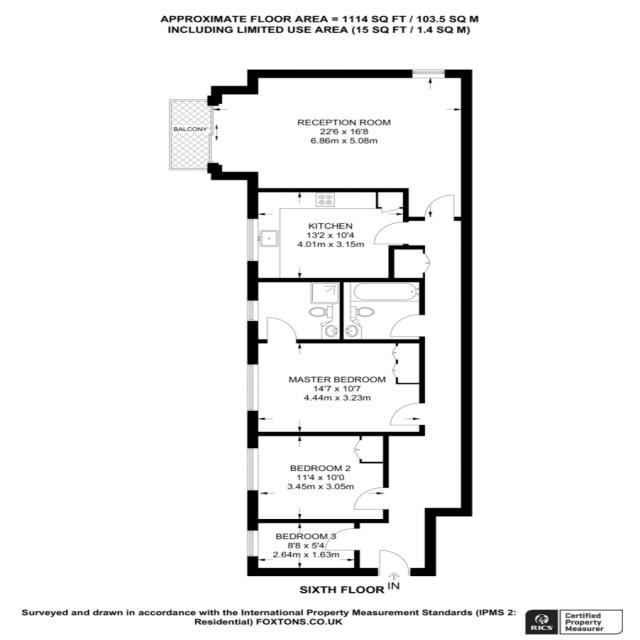 APPROXIMATE FLOOR AREA = 1114 SQ FT / 103.5 SQ M
INCLUDING LIMITED USE AREA (15 SQ FT / 1.4 SQ M)
BALCONY
RECEPTION ROOM
22'6 x 16'8
6.86m x 5.08m
KITCHEN
13'2 x 10'4
4.01m x 3.15m
MASTER BEDROOM
14'7 x 10'7
4.44m x 3.23m
BEDROOM 2
11'4 x 10'0
3.45m x 3.05m
BEDROOM 3
8'8 x 5'4
2.64m x 1.63m
IN
SIXTH FLOOR
Surveyed and drawn in accordance with the International Property Measurement Standards (IPMS 2:
Residential) FOXTONS.CO.UK
RICS
Certified
Property
Measurer